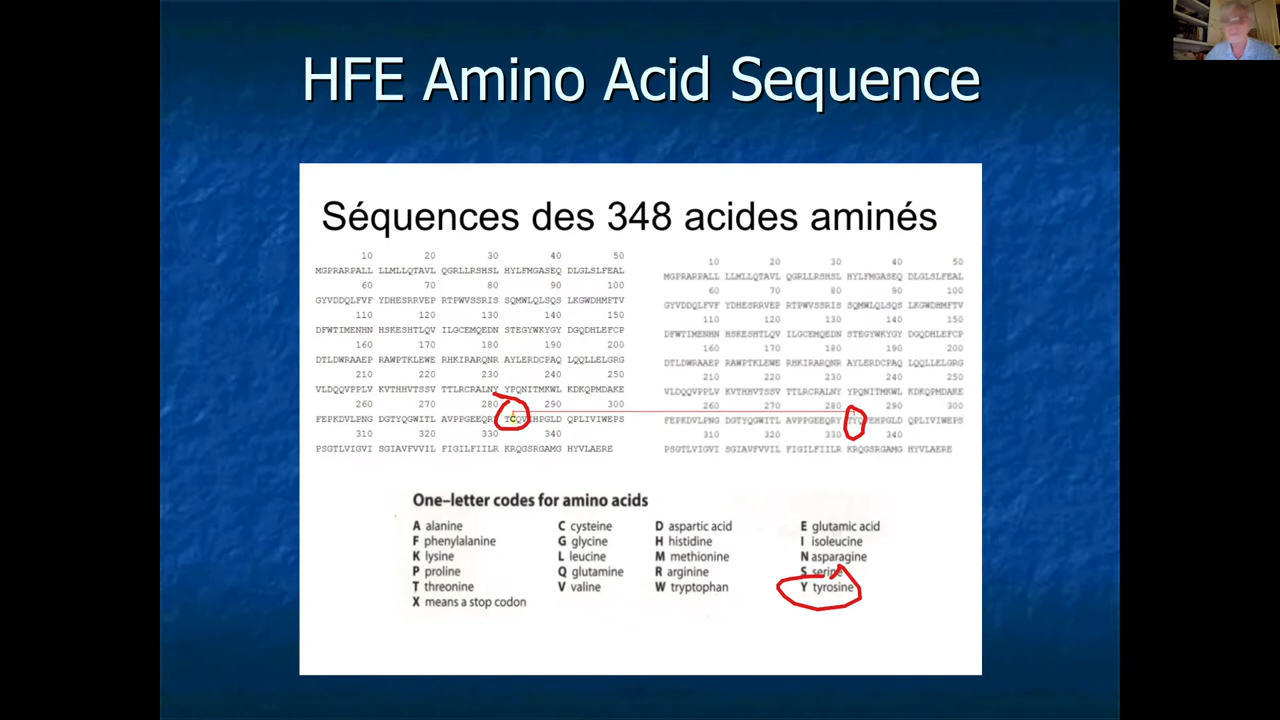 HFE Amino Acid Sequence
Séquences des 348 acides aminés
10 20 30 40 50
MGPRARPALL LLMLLQTAVL QGRLLRSHSL HYLFMGASEQ DLGLSLFEAL
60 70 80 90 100
GYVDDQLFVF YDHESRRVEP RTPWVSSRIS SQMWLQLSQS LKGWDHMFTV
110 120 130 140 150
DFWTIMENHN HSKESHTLQV ILGCEMQEDN STEGYWKYGY DGQDHLEFCP
160 170 180 190 200
DTLDWRAAEP RAWPTKLEWE RHKIRARQNR AYLERDCPAQ LQQLLELGRG
210 220 230 240 250
VLDQQVPPLV KVTHHVTSSV TTLRCRALNY YPQNITMKWL KDKQPMDAKE
260 270 280 290 300
FEPKDVLPNG DGTYQGWITL AVPPGEEQR HPGLD QPLIVIWEPS
310 320 330 340
PSGTLVIGVI SGIAVFVVIL FIGILFIILR KRQGSRGAMG HYVLAERE
10 20 30 40 50
MGPRARPALL LLMLLQTAVL QGRLLRSHSL HYLFMGASEQ DLGLSLFEAL
60 70 80 90 100
GYVDDQLFVF YDHESRRVEP RTPWVSSRIS SQMWLQLSQS LKGWDHMFTV
110 120 130 140 150
DFWTIMENHN HSKESHTLQV ILGCEMQEDN STEGYWKYGY DGQDHLEFCP
160 170 180 190 200
DTLDWRAAEP RAWPTKLEWE RHKIRARQNR AYLERDCPAQ LQQLLELGRG
210 220 230 240 250
VLDQQVPPLV KVTHHVTSSV TTLRCRALNY YPQNITMKWL KDKQPMDAKE
260 270 280 290 300
FEPKDVLPNG DGTYQGWITL AVPPGEEQRY EHPGLD QPLIVIWEPS
310 320 330 340
PSGTLVIGVI SGIAVFVVIL FIGILFIILR KRQGSRGAMG HYVLAERE
One–letter codes for amino acids
A alanine C cysteine D aspartic acid E glutamic acid
F phenylalanine G glycine H histidine I isoleucine
K lysine L leucine M methionine N asparagine
P proline Q glutamine R arginine S serine
T threonine V valine W tryptophan Y tyrosine
X means a stop codon